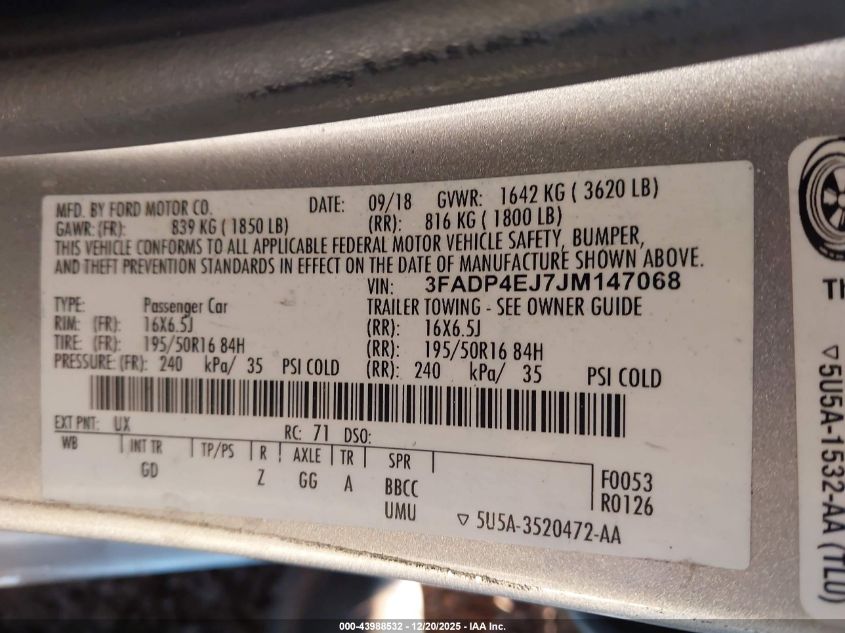 MFD. BY FORD MOTOR CO. DATE: 09/18 GVWR: 1642 KG ( 3620 LB)
GAWR: (FR): 839 KG ( 1850 LB) (RR): 816 KG ( 1800 LB)
THIS VEHICLE CONFORMS TO ALL APPLICABLE FEDERAL MOTOR VEHICLE SAFETY, BUMPER,
AND THEFT PREVENTION STANDARDS IN EFFECT ON THE DATE OF MANUFACTURE SHOWN ABOVE.
VIN: 3FADP4EJ7JM147068
TYPE: Passenger Car TRAILER TOWING - SEE OWNER GUIDE
RIM: (FR): 16X6.5J (RR): 16X6.5J
TIRE: (FR): 195/50R16 84H (RR): 195/50R16 84H
PRESSURE: (FR): 240 kPa/ 35 PSI COLD (RR): 240 kPa/ 35 PSI COLD
EXT PNT: UX RC: 71 DSO:
WB INT TR TP/PS R AXLE TR SPR
GD Z GG A BBCC
UMU
F0053
R0126
▽ 5U5A-3520472-AA
TH
▽5U5A-1532-AA (TLU)
000-43988532 - 12/20/2025 - IAA Inc.